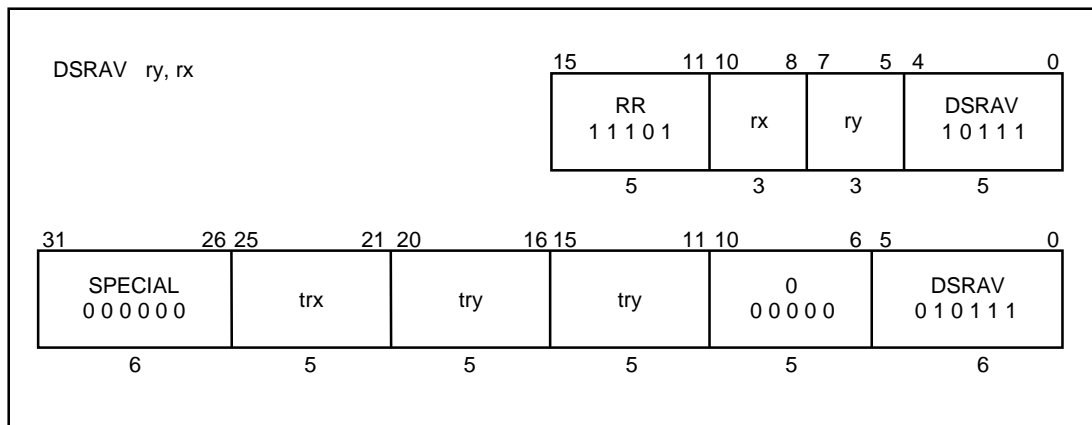 DSRAV ry, rx
15 11 10 8 7 5 4 0
RR rx ry DSRAV
1 1 1 0 1 1 0 1 1 1
5 3 3 5
31 26 25 21 20 16 15 11 10 6 5 0
SPECIAL trx try try 0 DSRAV
0 0 0 0 0 0 0 0 0 0 0 0 1 0 1 1 1
6 5 5 5 5 6